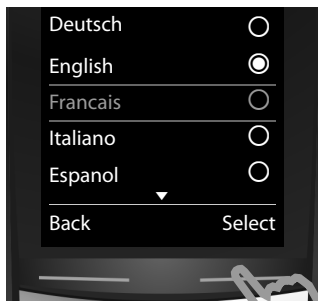 Deutsch
English
Francais
Italiano
Espanol
Back Select